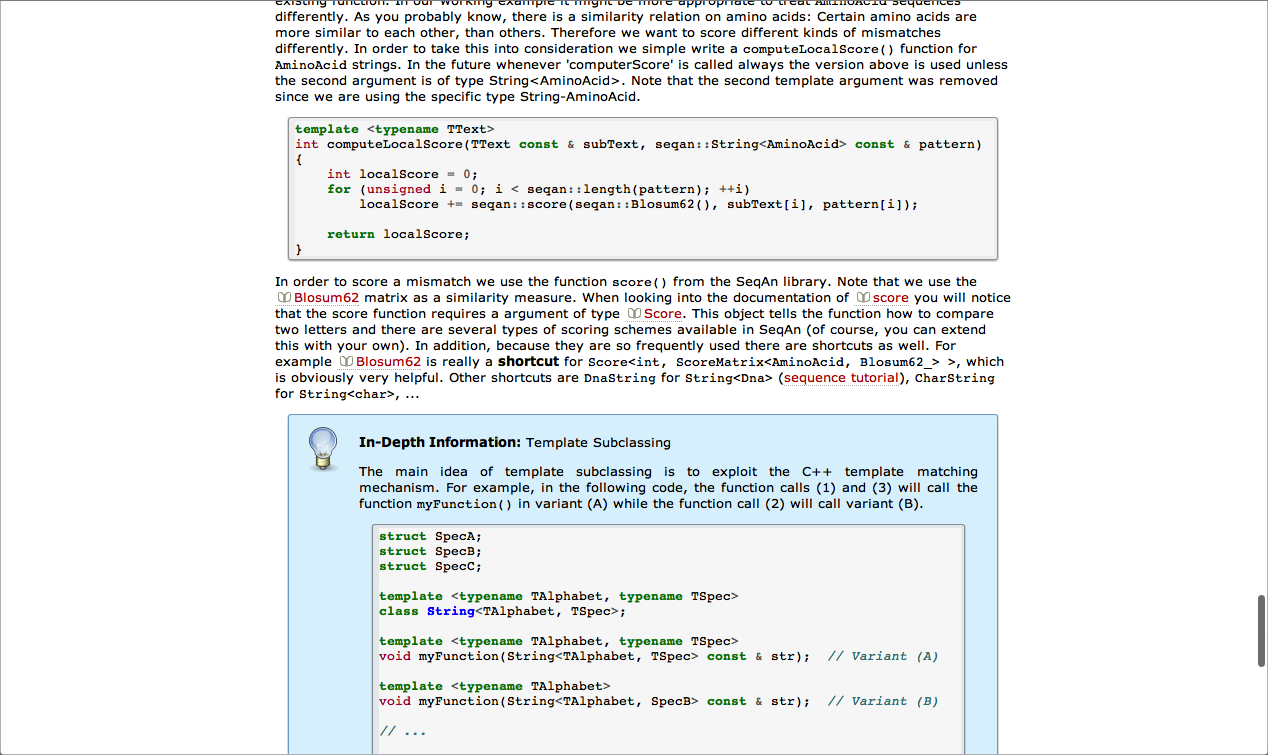 existing function. In our working example it might be more appropriate to treat AminoAcid sequences
differently. As you probably know, there is a similarity relation on amino acids: Certain amino acids are
more similar to each other, than others. Therefore we want to score different kinds of mismatches
differently. In order to take this into consideration we simple write a computeLocalScore() function for
AminoAcid strings. In the future whenever 'computerScore' is called always the version above is used unless
the second argument is of type String<AminoAcid>. Note that the second template argument was removed
since we are using the specific type String-AminoAcid.
template <typename TText>
int computeLocalScore(TText const & subText, seqan::String<AminoAcid> const & pattern)
{
    int localScore = 0;
    for (unsigned i = 0; i < seqan::length(pattern); ++i)
        localScore += seqan::score(seqan::Blosum62(), subText[i], pattern[i]);
    return localScore;
}
In order to score a mismatch we use the function score() from the SeqAn library. Note that we use the
Blosum62 matrix as a similarity measure. When looking into the documentation of score you will notice
that the score function requires a argument of type Score. This object tells the function how to compare
two letters and there are several types of scoring schemes available in SeqAn (of course, you can extend
this with your own). In addition, because they are so frequently used there are shortcuts as well. For
example Blosum62 is really a shortcut for Score<int, ScoreMatrix<AminoAcid, Blosum62_> >, which
is obviously very helpful. Other shortcuts are DnaString for String<Dna> (sequence tutorial), CharString
for String<char>, ...
In-Depth Information: Template Subclassing
The main idea of template subclassing is to exploit the C++ template matching
mechanism. For example, in the following code, the function calls (1) and (3) will call the
function myFunction() in variant (A) while the function call (2) will call variant (B).
struct SpecA;
struct SpecB;
struct SpecC;
template <typename TAlphabet, typename TSpec>
class String<TAlphabet, TSpec>;
template <typename TAlphabet, typename TSpec>
void myFunction(String<TAlphabet, TSpec> const & str);  // Variant (A)
template <typename TAlphabet>
void myFunction(String<TAlphabet, SpecB> const & str);  // Variant (B)
// ...